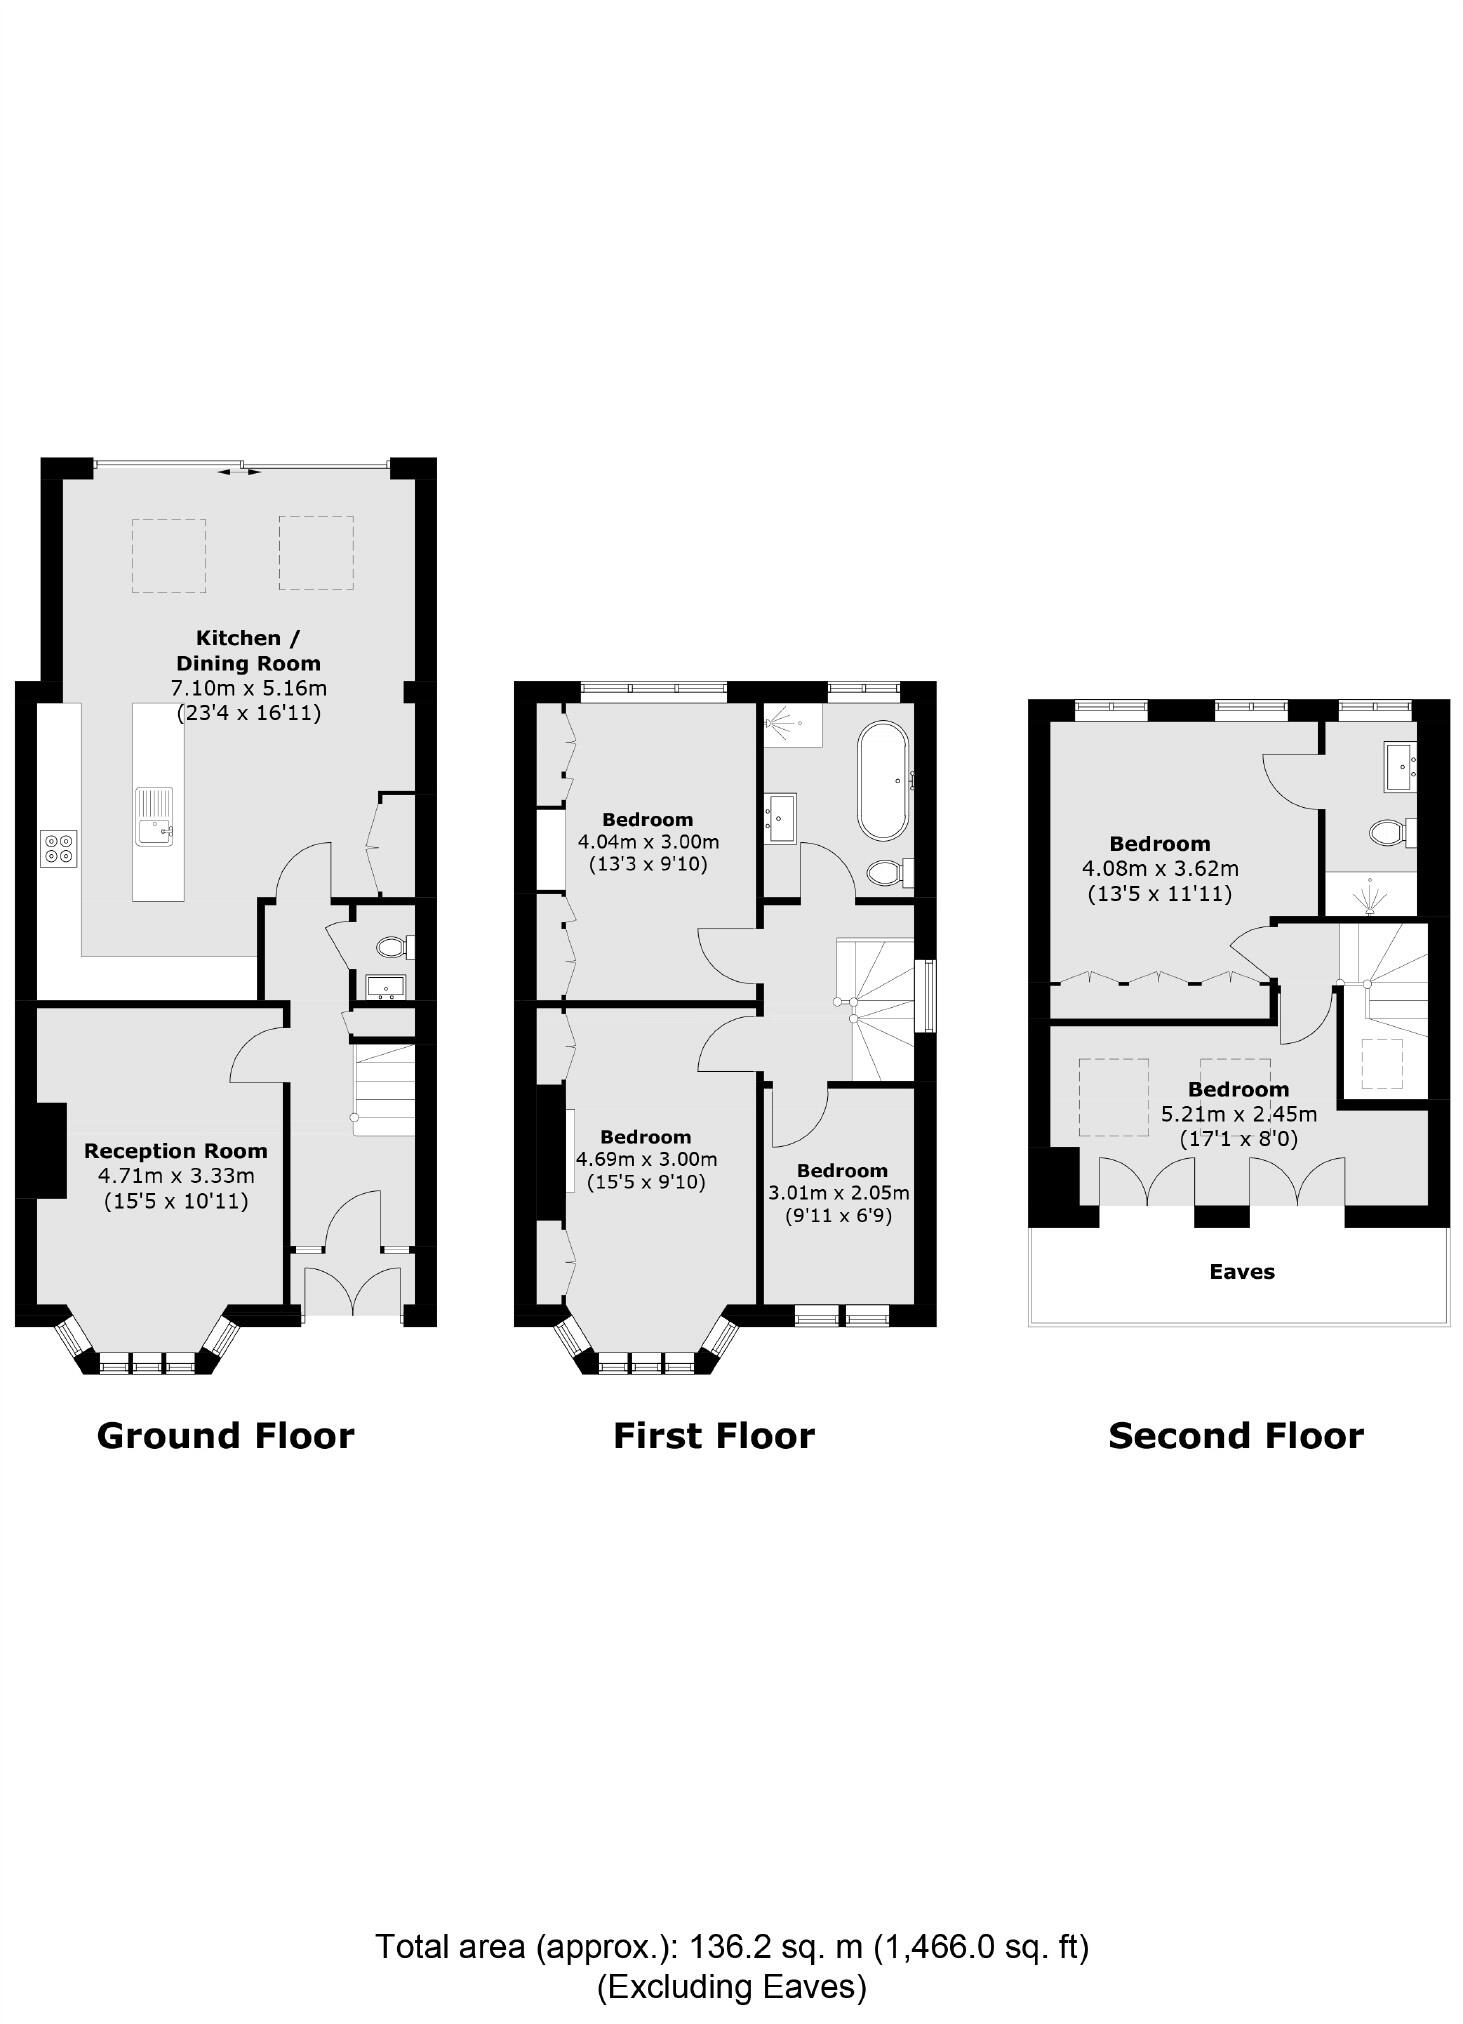 Kitchen /
Dining Room
7.10m x 5.16m
(23'4 x 16'11)
Reception Room
4.71m x 3.33m
(15'5 x 10'11)
Ground Floor
Bedroom
4.04m x 3.00m
(13'3 x 9'10)
Bedroom
4.69m x 3.00m
(15'5 x 9'10)
Bedroom
3.01m x 2.05m
(9'11 x 6'9)
First Floor
Bedroom
4.08m x 3.62m
(13'5 x 11'11)
Bedroom
5.21m x 2.45m
(17'1 x 8'0)
Eaves
Second Floor
Total area (approx.): 136.2 sq. m (1,466.0 sq. ft)
(Excluding Eaves)